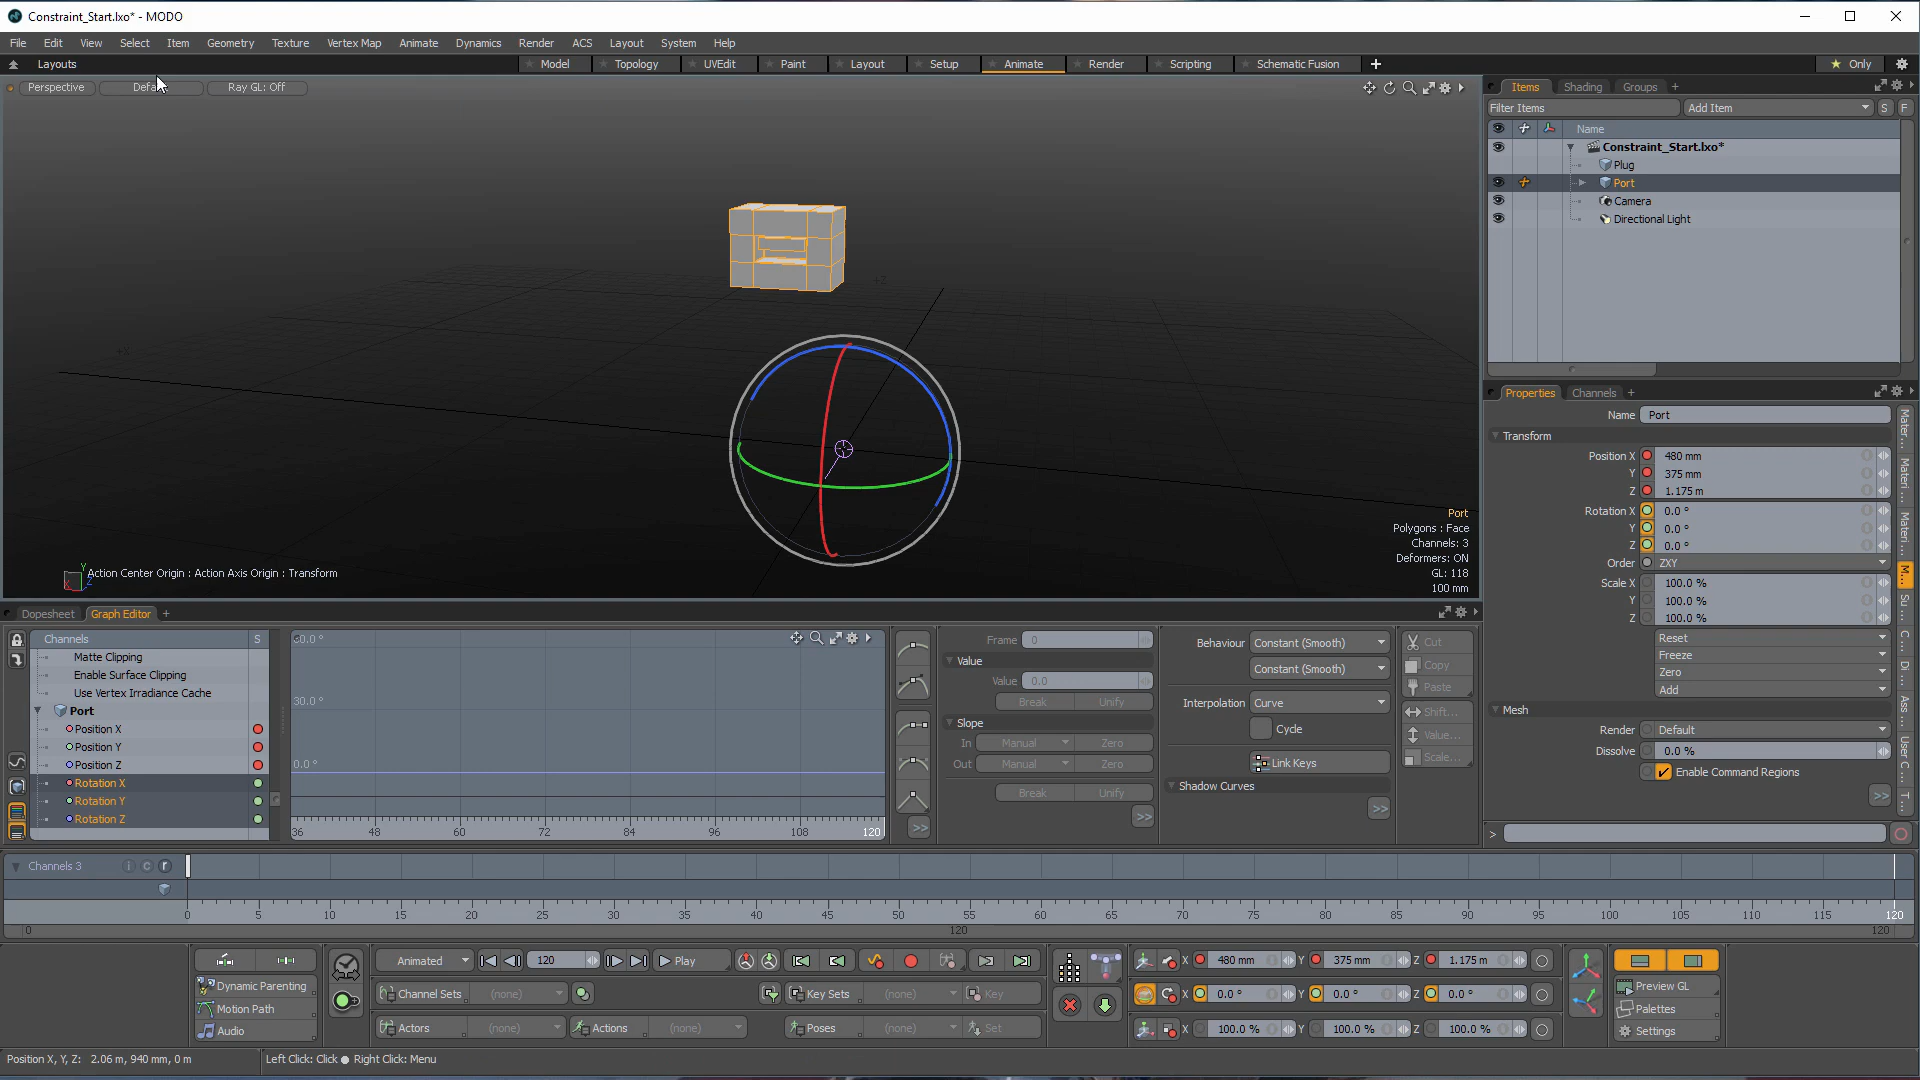 Constraint_Start.lxo* - MODO
File Edit View Select Item Geometry Texture Vertex Map Animate Dynamics Render ACS Layout System Help
Layouts Model Topology UVEdit Paint Layout Setup Animate Render Scripting Schematic Fusion Only
Perspective Ray GL: Off
Items Shading Groups
Filter Items Add Item S F
Name
Constraint_Start.lxo*
Plug
Port
Camera
Directional Light
Properties Channels
Name Port
Transform
Position X 480 mm
Y 375 mm
Z 1.175 m
Rotation X 0.0 °
Y 0.0 °
Z 0.0 °
Order ZXY
Scale X 100.0 %
Y 100.0 %
Z 100.0 %
Reset
Freeze
Zero
Add
Mesh
Render Default
Dissolve 0.0 %
Enable Command Regions
>>
Mater...
Materi...
Materi...
M...
Su...
C...
Di...
Ass...
User C...
T...
Port
Polygons : Face
Channels: 3
Deformers: ON
GL: 118
100 mm
Y
X Z
Action Center Origin : Action Axis Origin : Transform
Dopesheet Graph Editor
Channels S
Matte Clipping
Enable Surface Clipping
Use Vertex Irradiance Cache
Port
Position X
Position Y
Position Z
Rotation X
Rotation Y
Rotation Z
30.0 °
0.0 °
36 48 60 72 84 96 108 120
>>
Frame 0
Value
Value 0.0
Break Unify
Slope
In Manual Zero
Out Manual Zero
Break Unify
>>
Behaviour Constant (Smooth)
Constant (Smooth)
Interpolation Curve
Cycle
Link Keys
Shadow Curves
>>
Cut
Copy
Paste
Shift...
Value...
Scale...
>
Channels 3 i c r
0 5 10 15 20 25 30 35 40 45 50 55 60 65 70 75 80 85 90 95 100 105 110 115 120
0 120 120
Dynamic Parenting
Motion Path
Audio
Animated 120 Play
Channel Sets (none) Key Sets (none) Key
Actors (none) Actions (none) Poses (none) Set
X 480 mm Y 375 mm Z 1.175 m
X 0.0 ° Y 0.0 ° Z 0.0 °
X 100.0 % Y 100.0 % Z 100.0 %
Preview GL
Palettes
Settings
Position X, Y, Z: 2.06 m, 940 mm, 0 m Left Click: Click Right Click: Menu